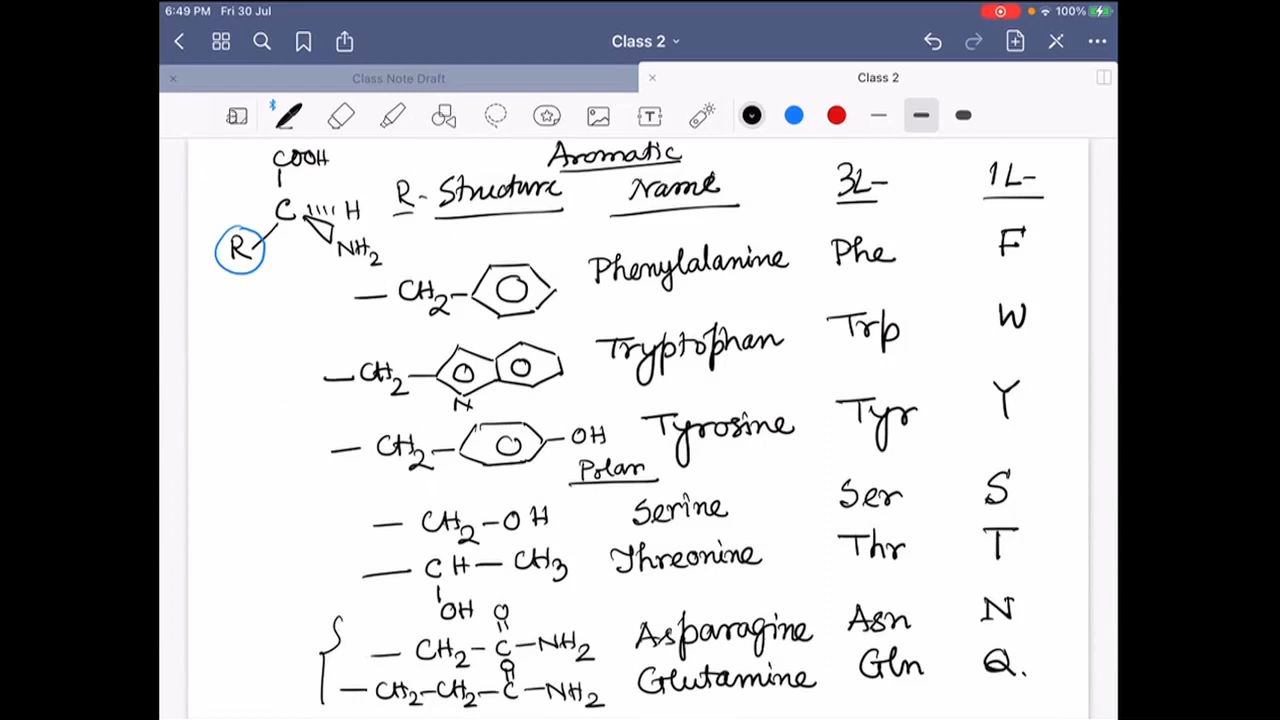 6:49 PM Fri 30 Jul 100%
Class 2
Class Note Draft
Class 2
T
COOH
C H
R NH2
Aromatic
R- Structure Name 3L- 1L-
— CH2— Phenylalanine Phe F
— CH2— N Tryptophan Trp W
— CH2— —OH Tyrosine Tyr Y
Polar
— CH2—OH Serine Ser S
— CH—CH3 Threonine Thr T
OH
O
— CH2—C—NH2 Asparagine Asn N
O
— CH2—CH2—C—NH2 Glutamine Gln Q.